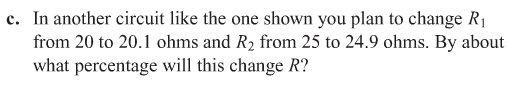 c. In another circuit like the one shown you plan to change R₁
from 20 to 20.1 ohms and R₂ from 25 to 24.9 ohms. By about
what percentage will this change R?